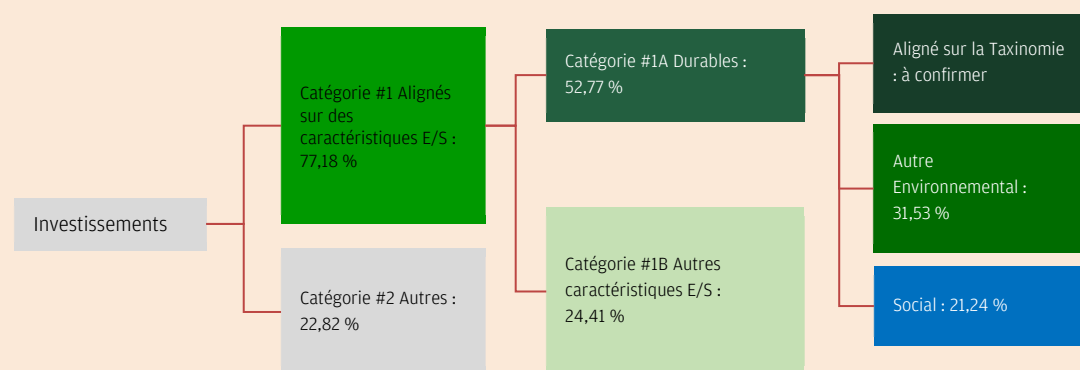 Investissements
Catégorie #1 Alignés
sur des
caractéristiques E/S :
77,18 %
Catégorie #2 Autres :
22,82 %
Catégorie #1A Durables :
52,77 %
Catégorie #1B Autres
caractéristiques E/S :
24,41 %
Aligné sur la Taxinomie
: à confirmer
Autre
Environnemental :
31,53 %
Social : 21,24 %